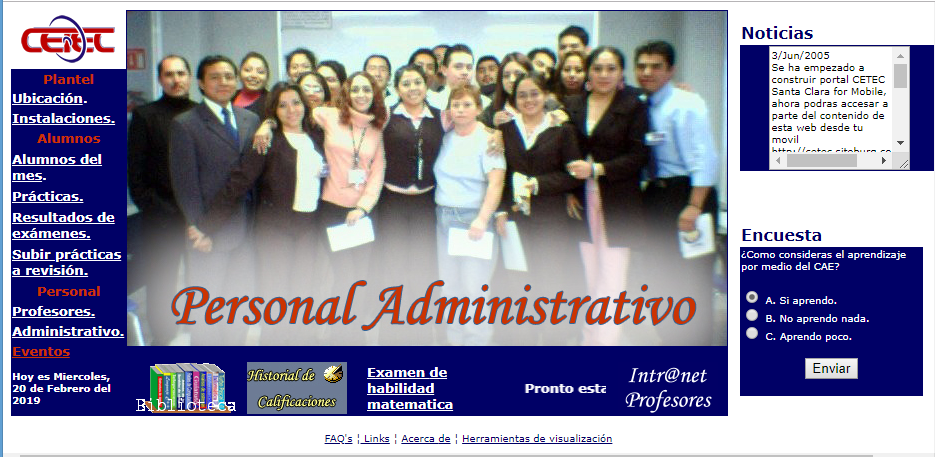 CETEC
Plantel
Ubicación.
Instalaciones.
Alumnos
Alumnos del
mes.
Prácticas.
Resultados de
exámenes.
Subir prácticas
a revisión.
Personal
Profesores.
Administrativo.
Eventos
Hoy es Miercoles,
20 de Febrero del
2019
Personal Administrativo
Biblioteca
Historial de
Calificaciones
Examen de
habilidad
matematica
Pronto esta
Intr@net
Profesores
Noticias
3/Jun/2005
Se ha empezado a
construir portal CETEC
Santa Clara for Mobile,
ahora podras accesar a
parte del contenido de
esta web desde tu
movil
http://cetec.siteburg.co
Encuesta
¿Como consideras el aprendizaje
por medio del CAE?
A. Si aprendo.
B. No aprendo nada.
C. Aprendo poco.
Enviar
FAQ's ¦ Links ¦ Acerca de ¦ Herramientas de visualización